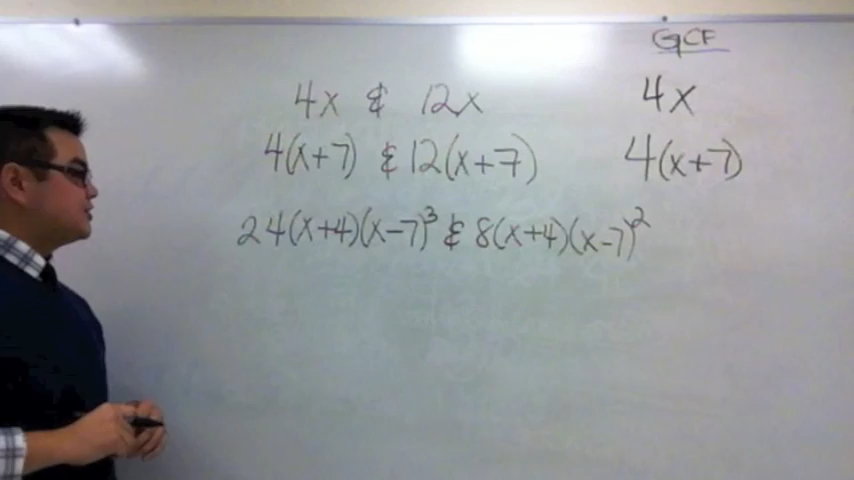 GCF
4x & 12x 4x
4(x+7) & 12(x+7) 4(x+7)
24(x+4)(x-7)³ & 8(x+4)(x-7)²